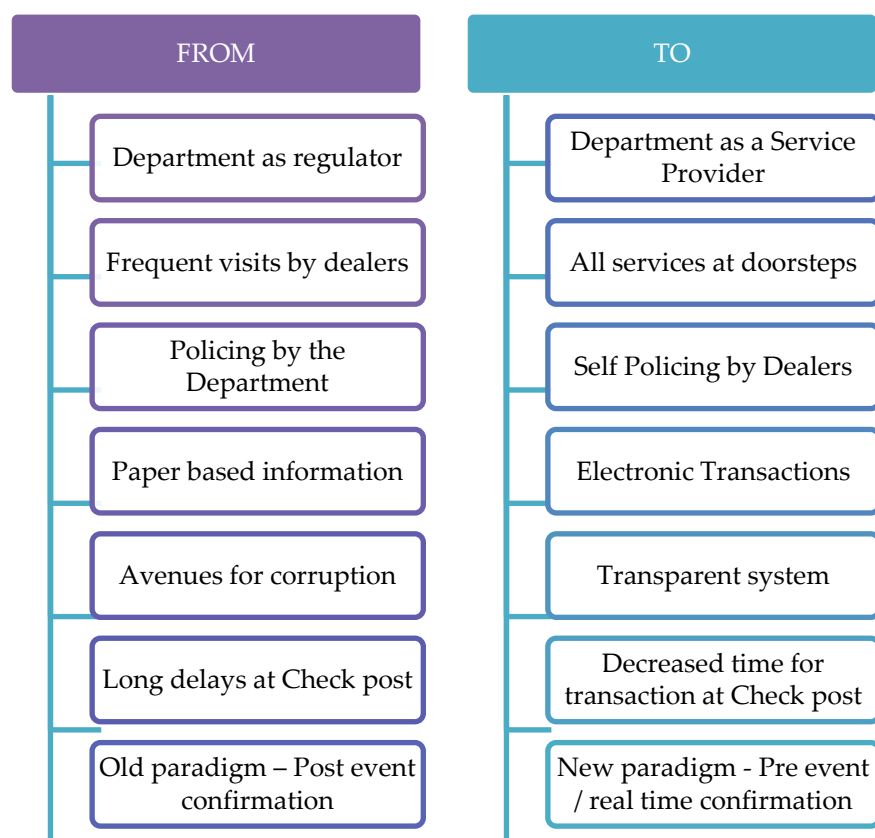 FROM
Department as regulator
Frequent visits by dealers
Policing by the
Department
Paper based information
Avenues for corruption
Long delays at Check post
Old paradigm – Post event
confirmation
TO
Department as a Service
Provider
All services at doorsteps
Self Policing by Dealers
Electronic Transactions
Transparent system
Decreased time for
transaction at Check post
New paradigm - Pre event
/ real time confirmation